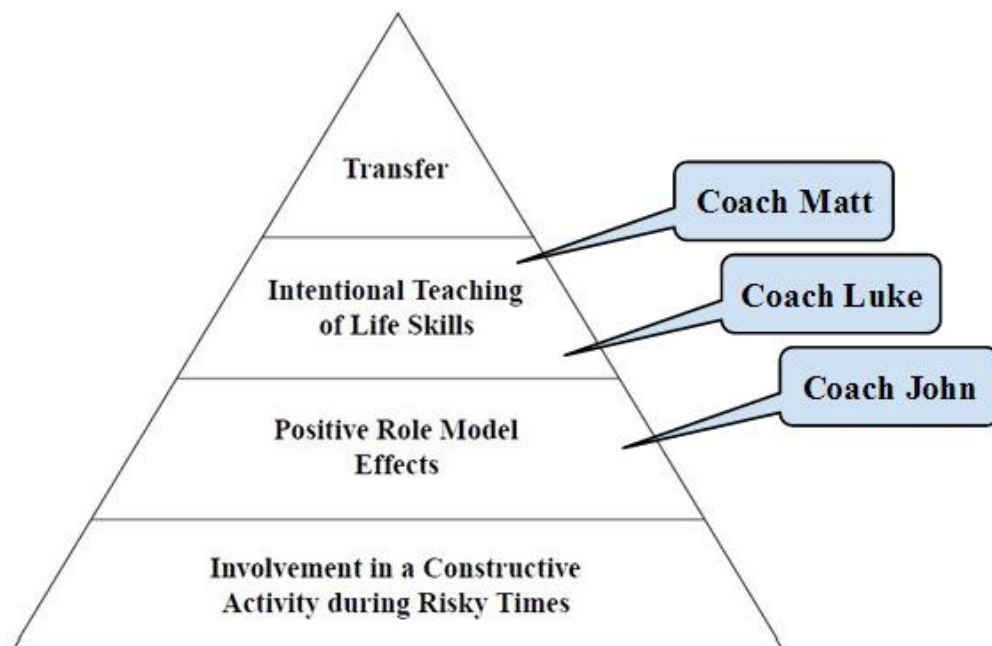 Transfer
Coach Matt
Intentional Teaching
of Life Skills
Coach Luke
Coach John
Positive Role Model
Effects
Involvement in a Constructive
Activity during Risky Times